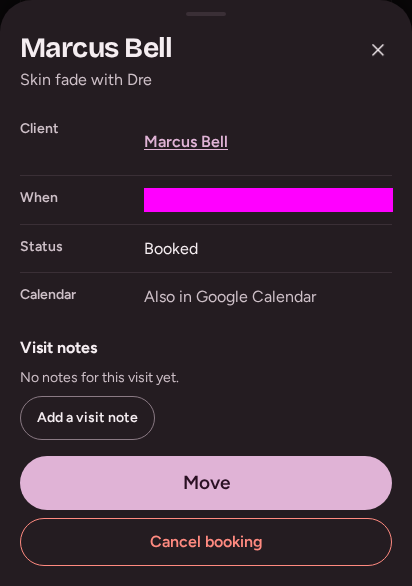 Marcus Bell
Skin fade with Dre
Client
Marcus Bell
When
Status
Booked
Calendar
Also in Google Calendar
Visit notes
No notes for this visit yet.
Add a visit note
Move
Cancel booking